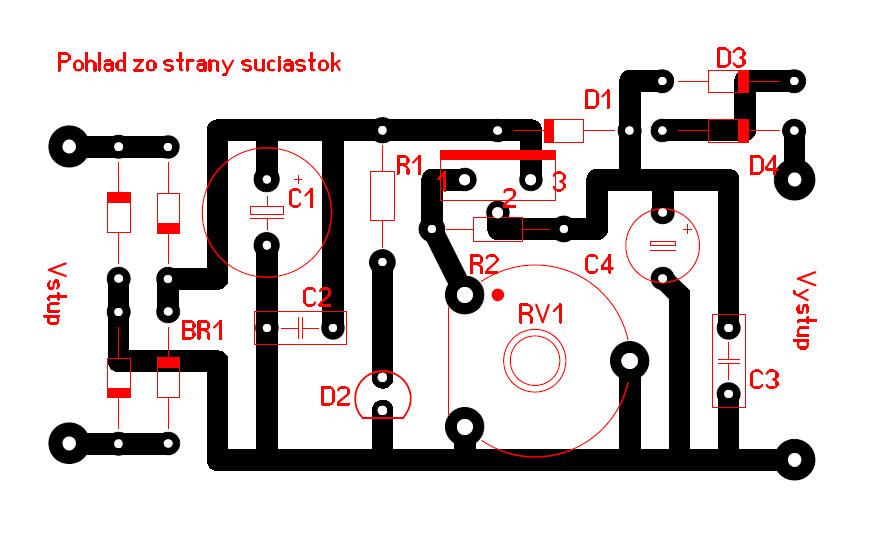 Pohlad zo strany suciastok
D3
D1
R1
1
3
D4
C1
+
2
+
R2
C4
Vstup
Vystup
C2
RV1
BR1
D2
C3